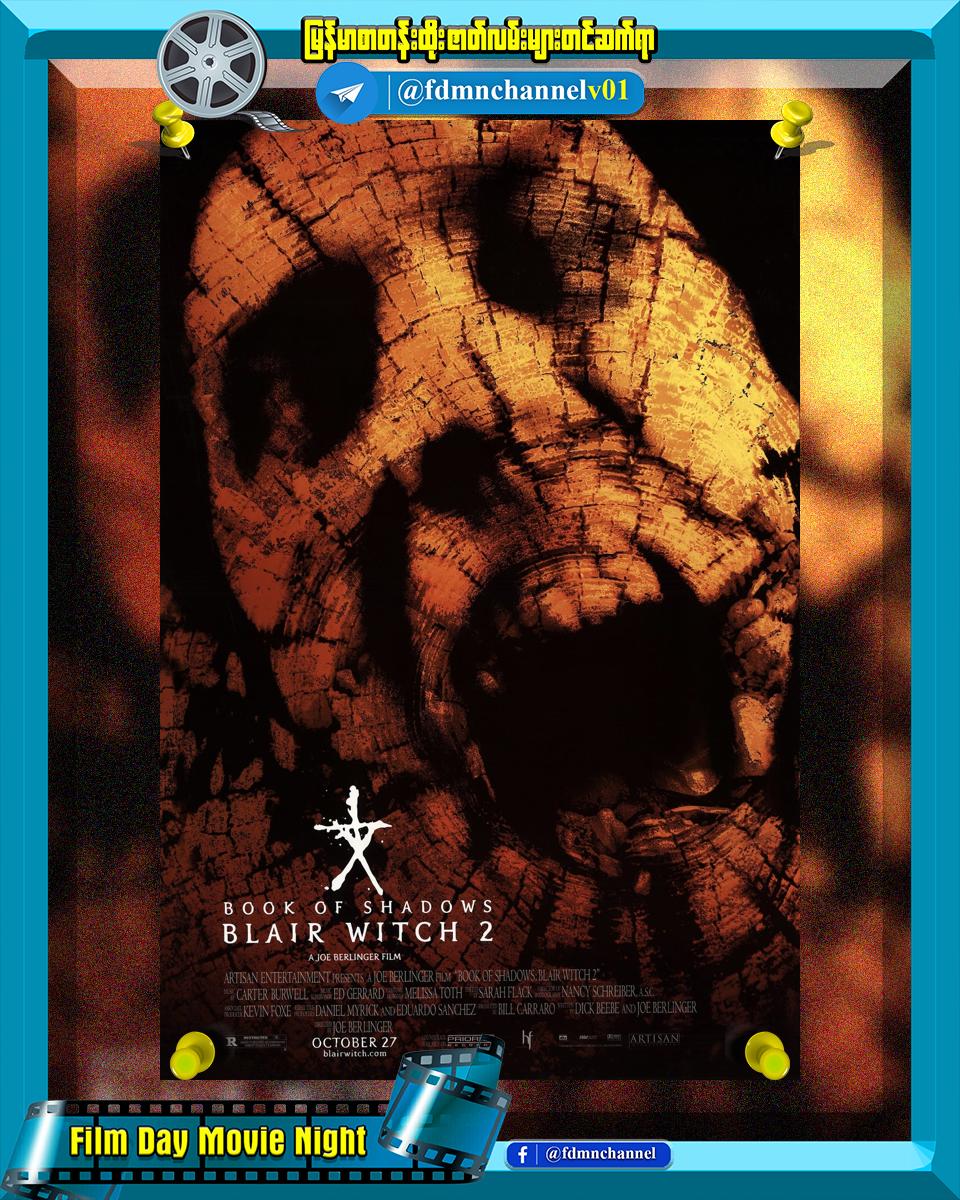 မြန်မာစာတန်းထိုးဇာတ်လမ်းများတင်ဆက်ရာ
@fdmnchannelv01
BOOK OF SHADOWS
BLAIR WITCH 2
A JOE BERLINGER FILM
ARTISAN ENTERTAINMENT PRESENTS A JOE BERLINGER FILM "BOOK OF SHADOWS: BLAIR WITCH 2"
CARTER BURWELL ED GERRARD MELISSA TOTH SARAH FLACK NANCY SCHREIBER, A.S.C.
KEVIN FOXE DANIEL MYRICK AND EDUARDO SANCHEZ BILL CARRARO DICK BEEBE AND JOE BERLINGER
JOE BERLINGER
R OCTOBER 27 ARTISAN
blairwitch.com
Film Day Movie Night
@fdmnchannel